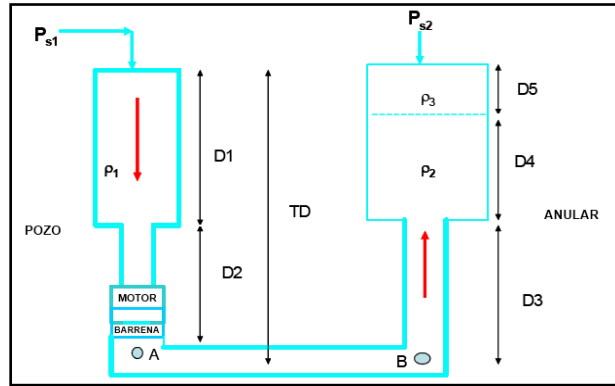 Ps1
Ps2
D5
ρ3
D1
D4
ρ1
ρ2
TD
ANULAR
POZO
D2
D3
MOTOR
BARRENA
A
B